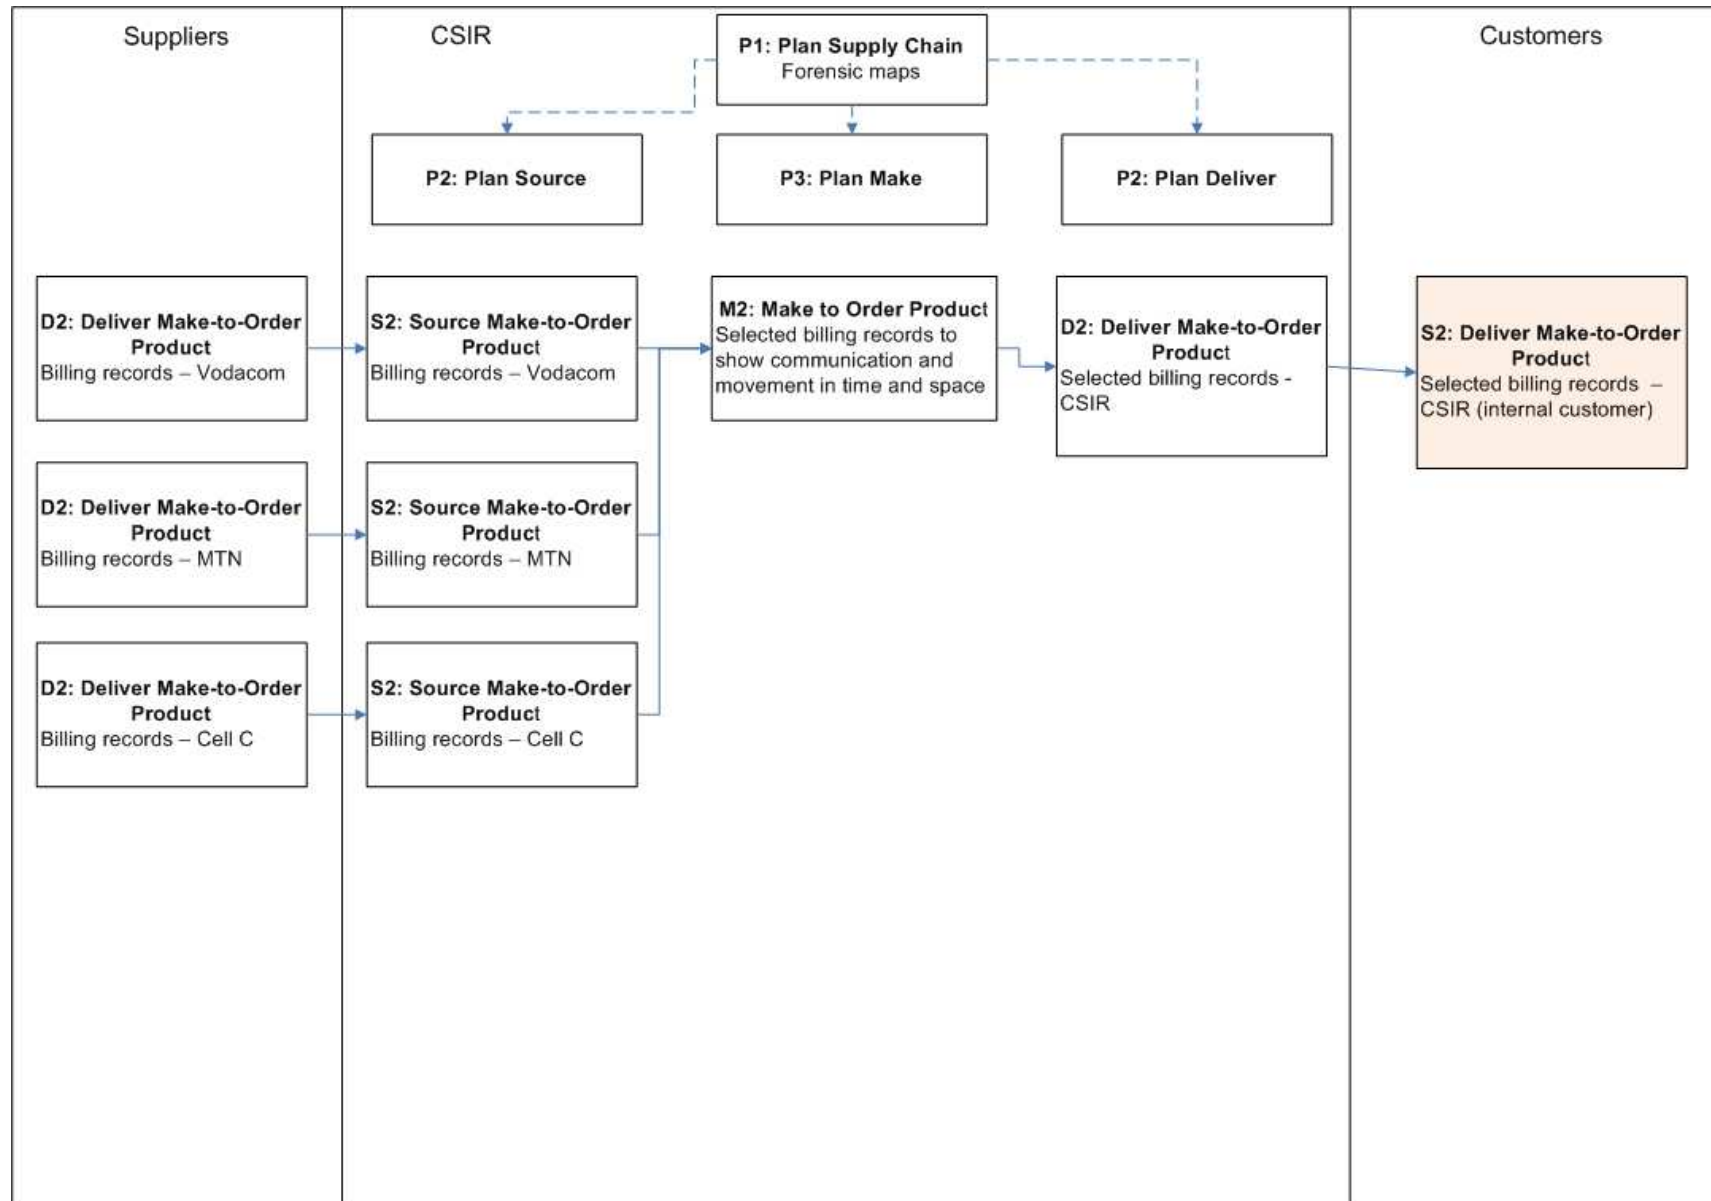 Suppliers
CSIR
Customers
P1: Plan Supply Chain
Forensic maps
P2: Plan Source
P3: Plan Make
P2: Plan Deliver
D2: Deliver Make-to-Order
Product
Billing records – Vodacom
S2: Source Make-to-Order
Product
Billing records – Vodacom
M2: Make to Order Product
Selected billing records to
show communication and
movement in time and space
D2: Deliver Make-to-Order
Product
Selected billing records -
CSIR
S2: Deliver Make-to-Order
Product
Selected billing records –
CSIR (internal customer)
D2: Deliver Make-to-Order
Product
Billing records – MTN
S2: Source Make-to-Order
Product
Billing records – MTN
D2: Deliver Make-to-Order
Product
Billing records – Cell C
S2: Source Make-to-Order
Product
Billing records – Cell C